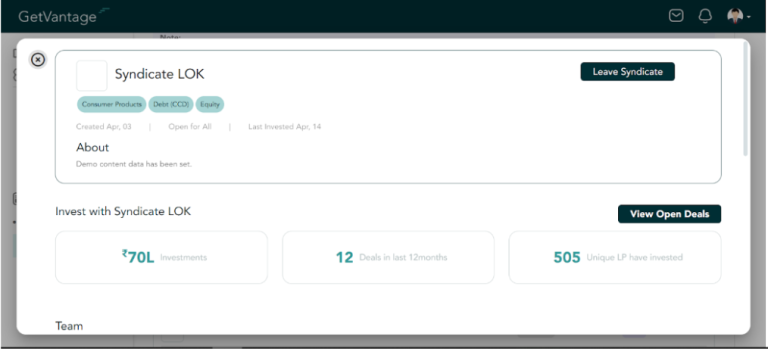 GetVantage
Note:
Syndicate LOK
Leave Syndicate
Consumer Products Debt (CCD) Equity
Created Apr, 03 | Open for All | Last Invested Apr, 14
About
Demo content data has been set.
Invest with Syndicate LOK
View Open Deals
₹70L Investments
12 Deals in last 12months
505 Unique LP have invested
Team